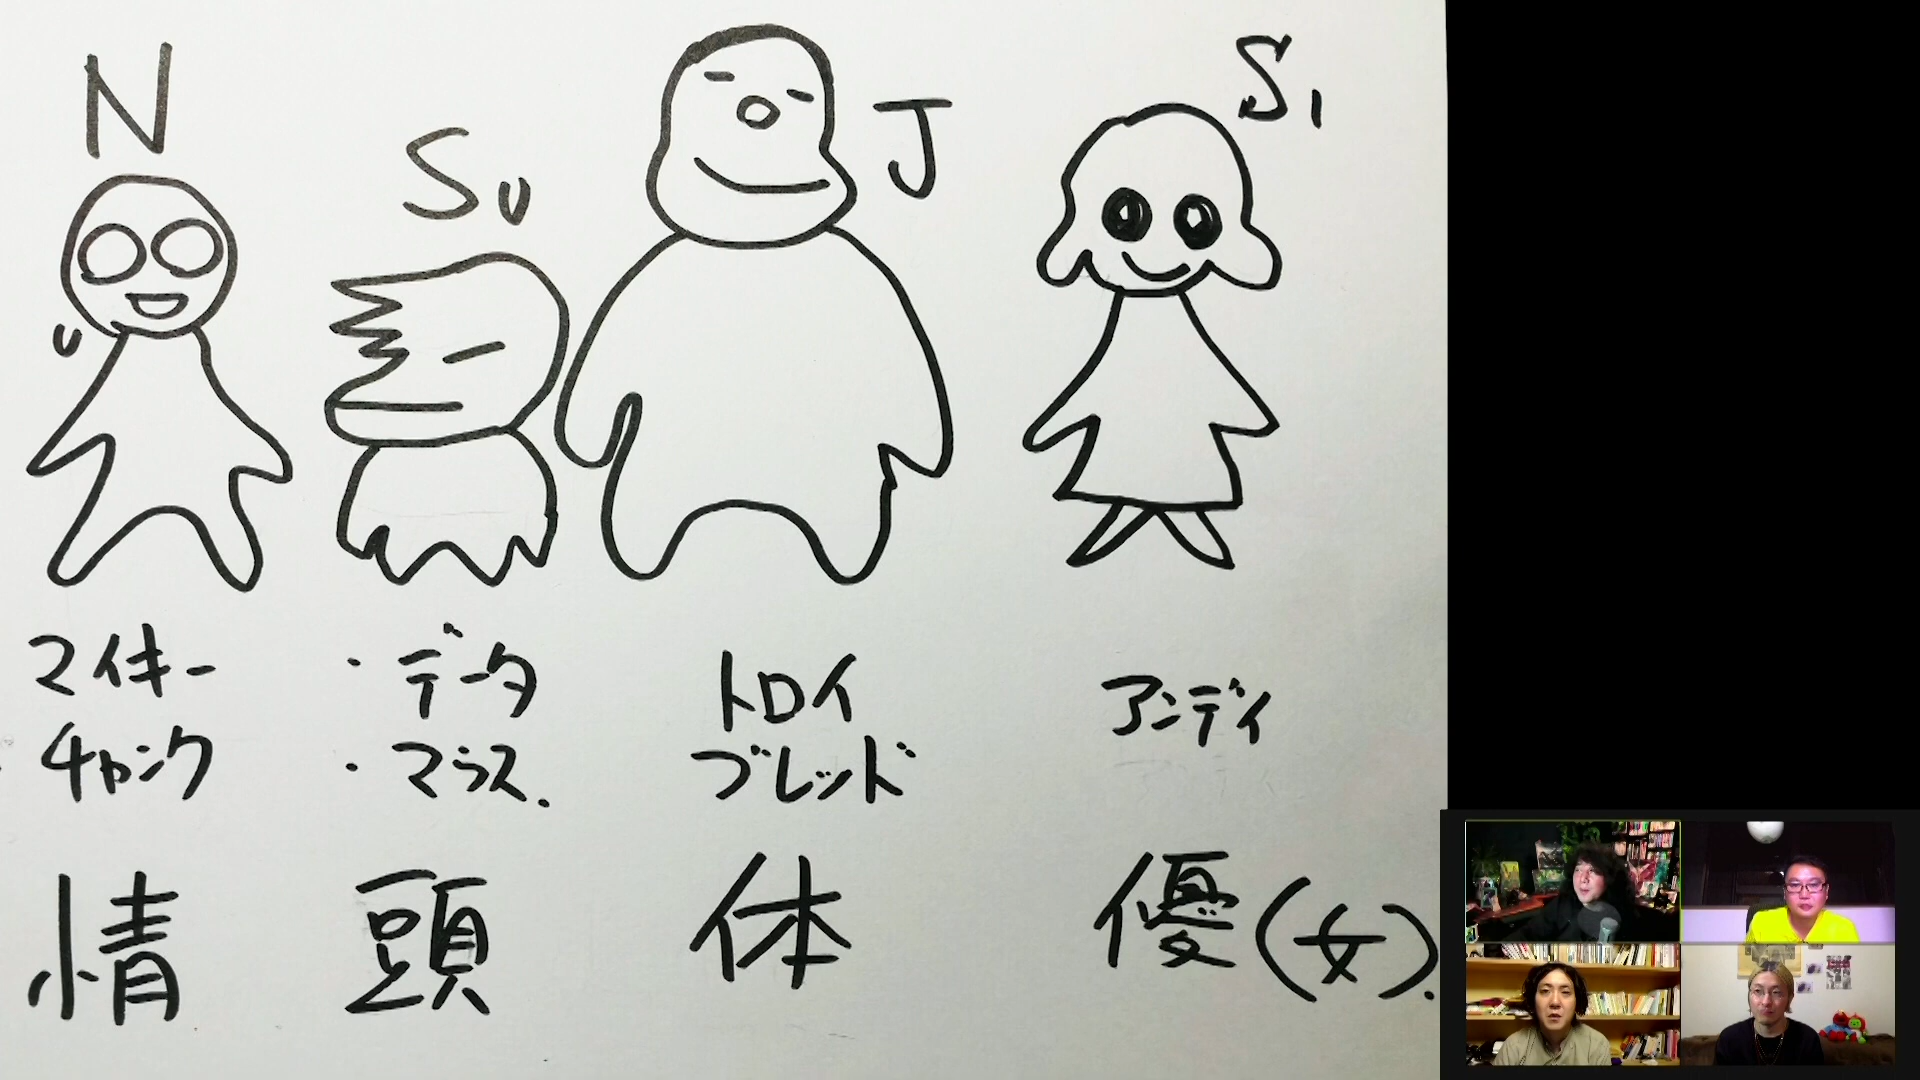 N
Su
J
Si
マイキー
チャンク
・データ
・マウス.
トロイ
ブレッド
アンディ
情
頭
体
優(女).